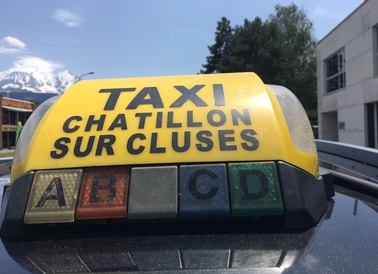 TAXI
CHATILLON
SUR CLUSES
A B C D